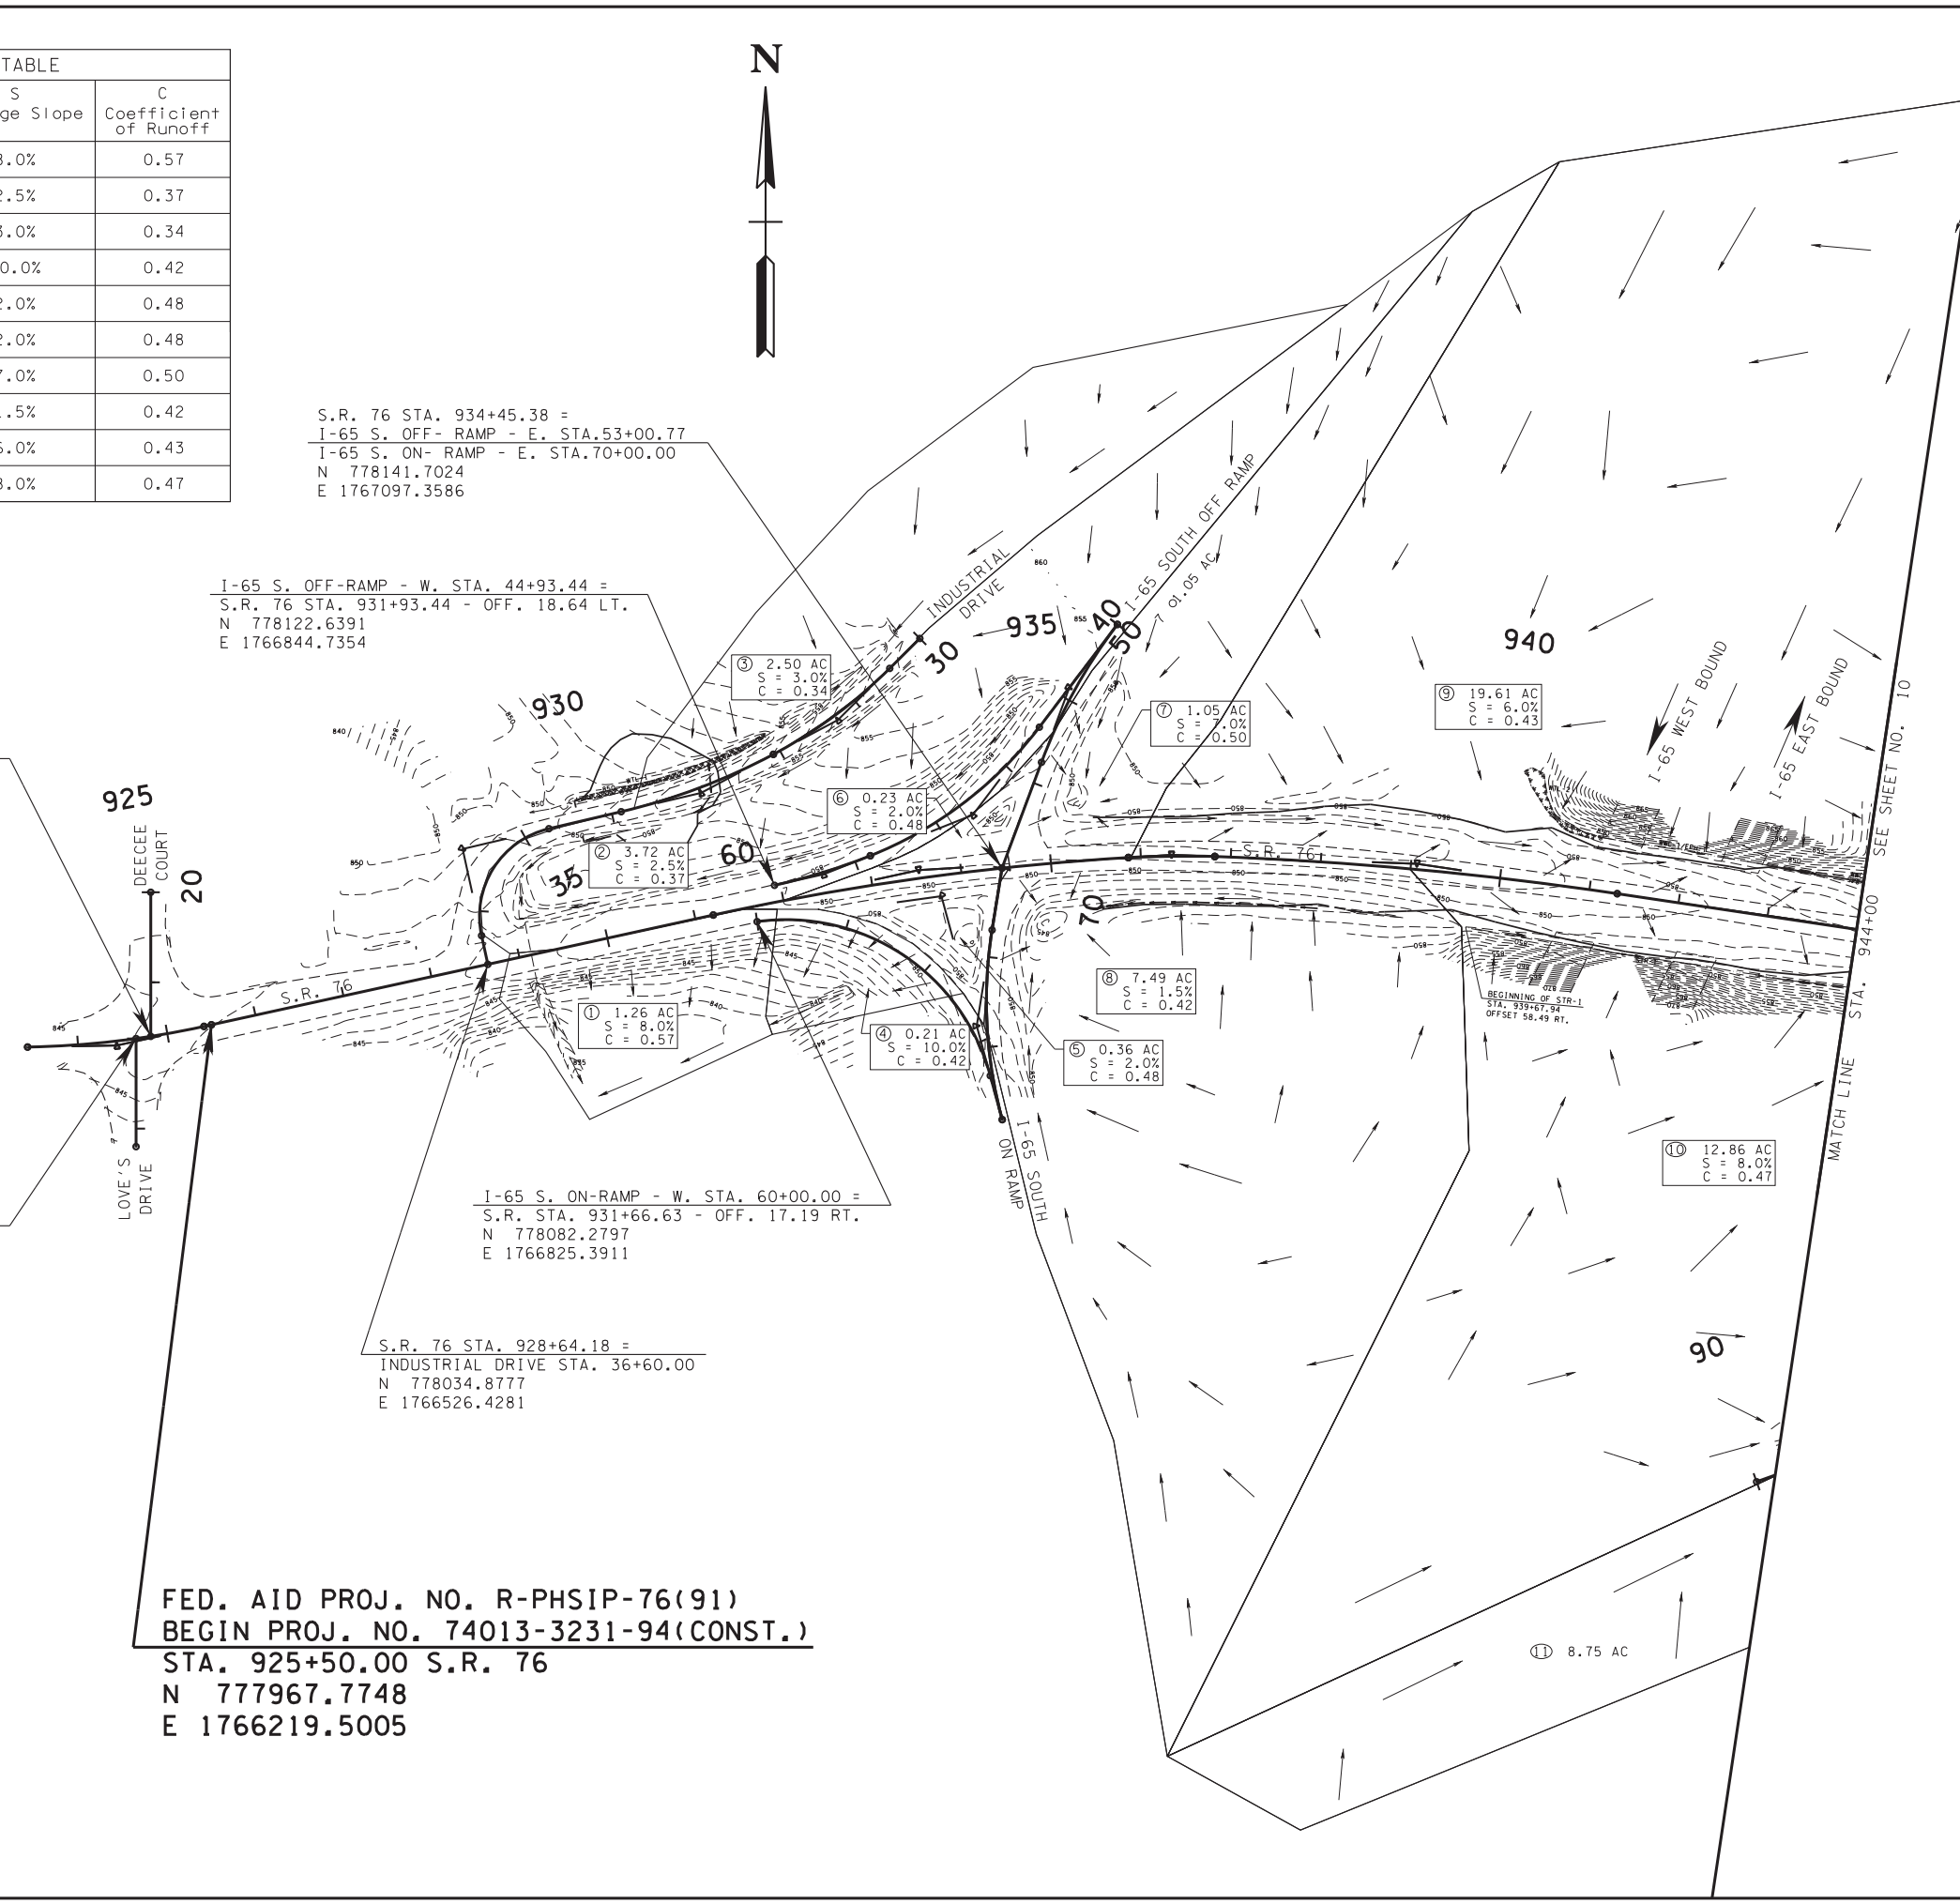 TABLE
S
ge Slope
C
Coefficient
of Runoff
8.0% 0.57
2.5% 0.37
3.0% 0.34
0.0% 0.42
2.0% 0.48
2.0% 0.48
7.0% 0.50
.5% 0.42
6.0% 0.43
8.0% 0.47
N
S.R. 76 STA. 934+45.38 =
I-65 S. OFF- RAMP - E. STA.53+00.77
I-65 S. ON- RAMP - E. STA.70+00.00
N 778141.7024
E 1767097.3586
I-65 S. OFF-RAMP - W. STA. 44+93.44 =
S.R. 76 STA. 931+93.44 - OFF. 18.64 LT.
N 778122.6391
E 1766844.7354
INDUSTRIAL
DRIVE
I-65 SOUTH OFF RAMP
01.05 AC
925
930
935
940
20
30
35
40
50
60
70
90
3 2.50 AC
S = 3.0%
C = 0.34
7 1.05 AC
S = 7.0%
C = 0.50
9 19.61 AC
S = 6.0%
C = 0.43
6 0.23 AC
S = 2.0%
C = 0.48
2 3.72 AC
S = 2.5%
C = 0.37
I-65 WEST BOUND
I-65 EAST BOUND
DEECEE
COURT
S.R. 76
S.R. 76
8 7.49 AC
S = 1.5%
C = 0.42
1 1.26 AC
S = 8.0%
C = 0.57
4 0.21 AC
S = 10.0%
C = 0.42
5 0.36 AC
S = 2.0%
C = 0.48
BEGINNING OF STR-1
STA. 939+67.94
OFFSET 58.49 RT.
10 12.86 AC
S = 8.0%
C = 0.47
MATCH LINE STA. 944+00 SEE SHEET NO. 10
LOVE'S
DRIVE
I-65 SOUTH
ON RAMP
I-65 S. ON-RAMP - W. STA. 60+00.00 =
S.R. STA. 931+66.63 - OFF. 17.19 RT.
N 778082.2797
E 1766825.3911
S.R. 76 STA. 928+64.18 =
INDUSTRIAL DRIVE STA. 36+60.00
N 778034.8777
E 1766526.4281
FED. AID PROJ. NO. R-PHSIP-76(91)
BEGIN PROJ. NO. 74013-3231-94(CONST.)
STA. 925+50.00 S.R. 76
N 777967.7748
E 1766219.5005
11 8.75 AC